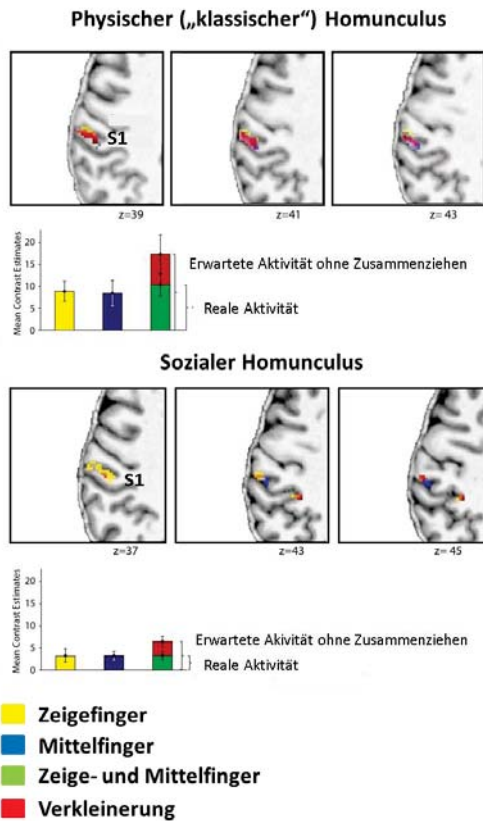 Physischer („klassischer“) Homunculus
S1
z=39
z=41
z= 43
Mean Contrast Estimates
20
15
10
5
0
Erwartete Aktivität ohne Zusammenziehen
Reale Aktivität
Sozialer Homunculus
S1
z=37
z=43
z= 45
Mean Contrast Estimates
20
15
10
5
0
Erwartete Akivität ohne Zusammenziehen
Reale Aktivität
Zeigefinger
Mittelfinger
Zeige- und Mittelfinger
Verkleinerung